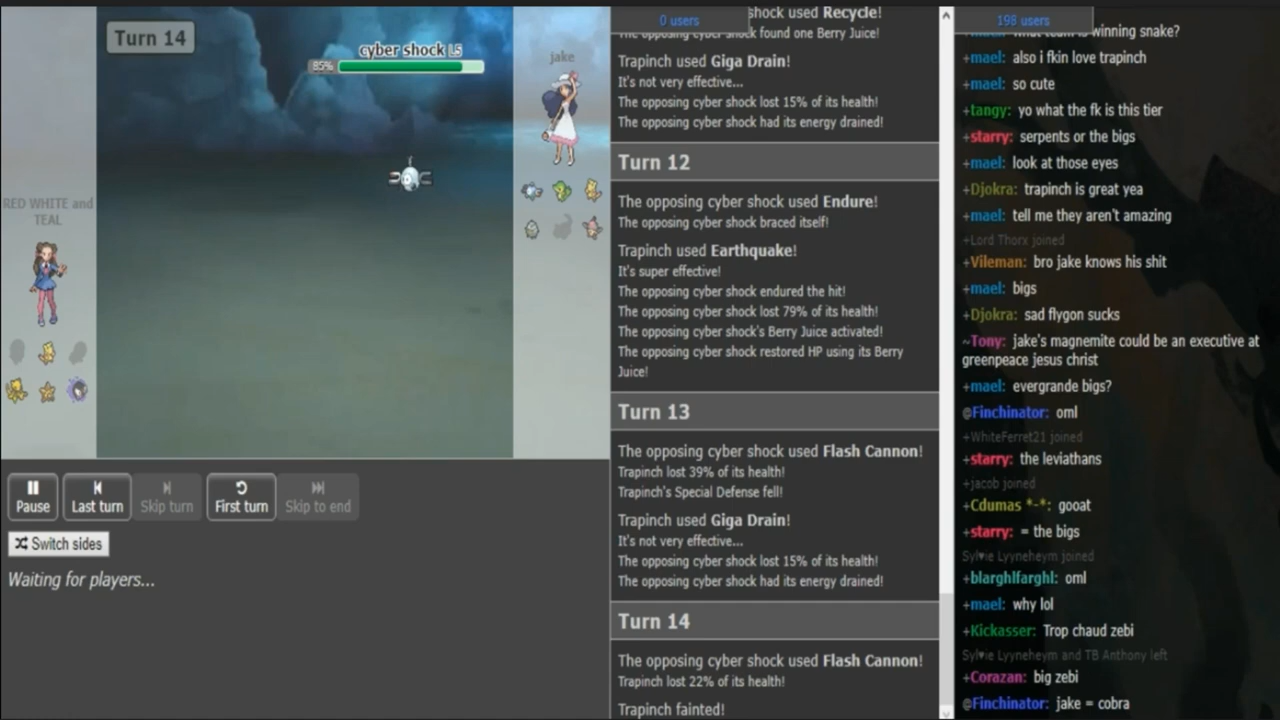 Turn 14
cyber shock L5
85%
jake
RED WHITE and
TEAL
Pause
Last turn
Skip turn
First turn
Skip to end
Switch sides
Waiting for players...
0 users
shock used Recycle!
The opposing cyber shock found one Berry Juice!
Trapinch used Giga Drain!
It's not very effective...
The opposing cyber shock lost 15% of its health!
The opposing cyber shock had its energy drained!
Turn 12
The opposing cyber shock used Endure!
The opposing cyber shock braced itself!
Trapinch used Earthquake!
It's super effective!
The opposing cyber shock endured the hit!
The opposing cyber shock lost 79% of its health!
The opposing cyber shock's Berry Juice activated!
The opposing cyber shock restored HP using its Berry
Juice!
Turn 13
The opposing cyber shock used Flash Cannon!
Trapinch lost 39% of its health!
Trapinch's Special Defense fell!
Trapinch used Giga Drain!
It's not very effective...
The opposing cyber shock lost 15% of its health!
The opposing cyber shock had its energy drained!
Turn 14
The opposing cyber shock used Flash Cannon!
Trapinch lost 22% of its health!
Trapinch fainted!
198 users
winning snake?
+mael: also i fkin love trapinch
+mael: so cute
+tangy: yo what the fk is this tier
+starry: serpents or the bigs
+mael: look at those eyes
+Djokra: trapinch is great yea
+mael: tell me they aren't amazing
+Lord Thorx joined
+Vileman: bro jake knows his shit
+mael: bigs
+Djokra: sad flygon sucks
~Tony: jake's magnemite could be an executive at
greenpeace jesus christ
+mael: evergrande bigs?
@Finchinator: oml
+WhiteFerret21 joined
+starry: the leviathans
+jacob joined
+Cdumas *-*: gooat
+starry: = the bigs
Sylvie Lyyneheym joined
+blarghlfarghl: oml
+mael: why lol
+Kickasser: Trop chaud zebi
Syl♥ie Lyyneheym and TB Anthony left
+Corazan: big zebi
@Finchinator: jake = cobra